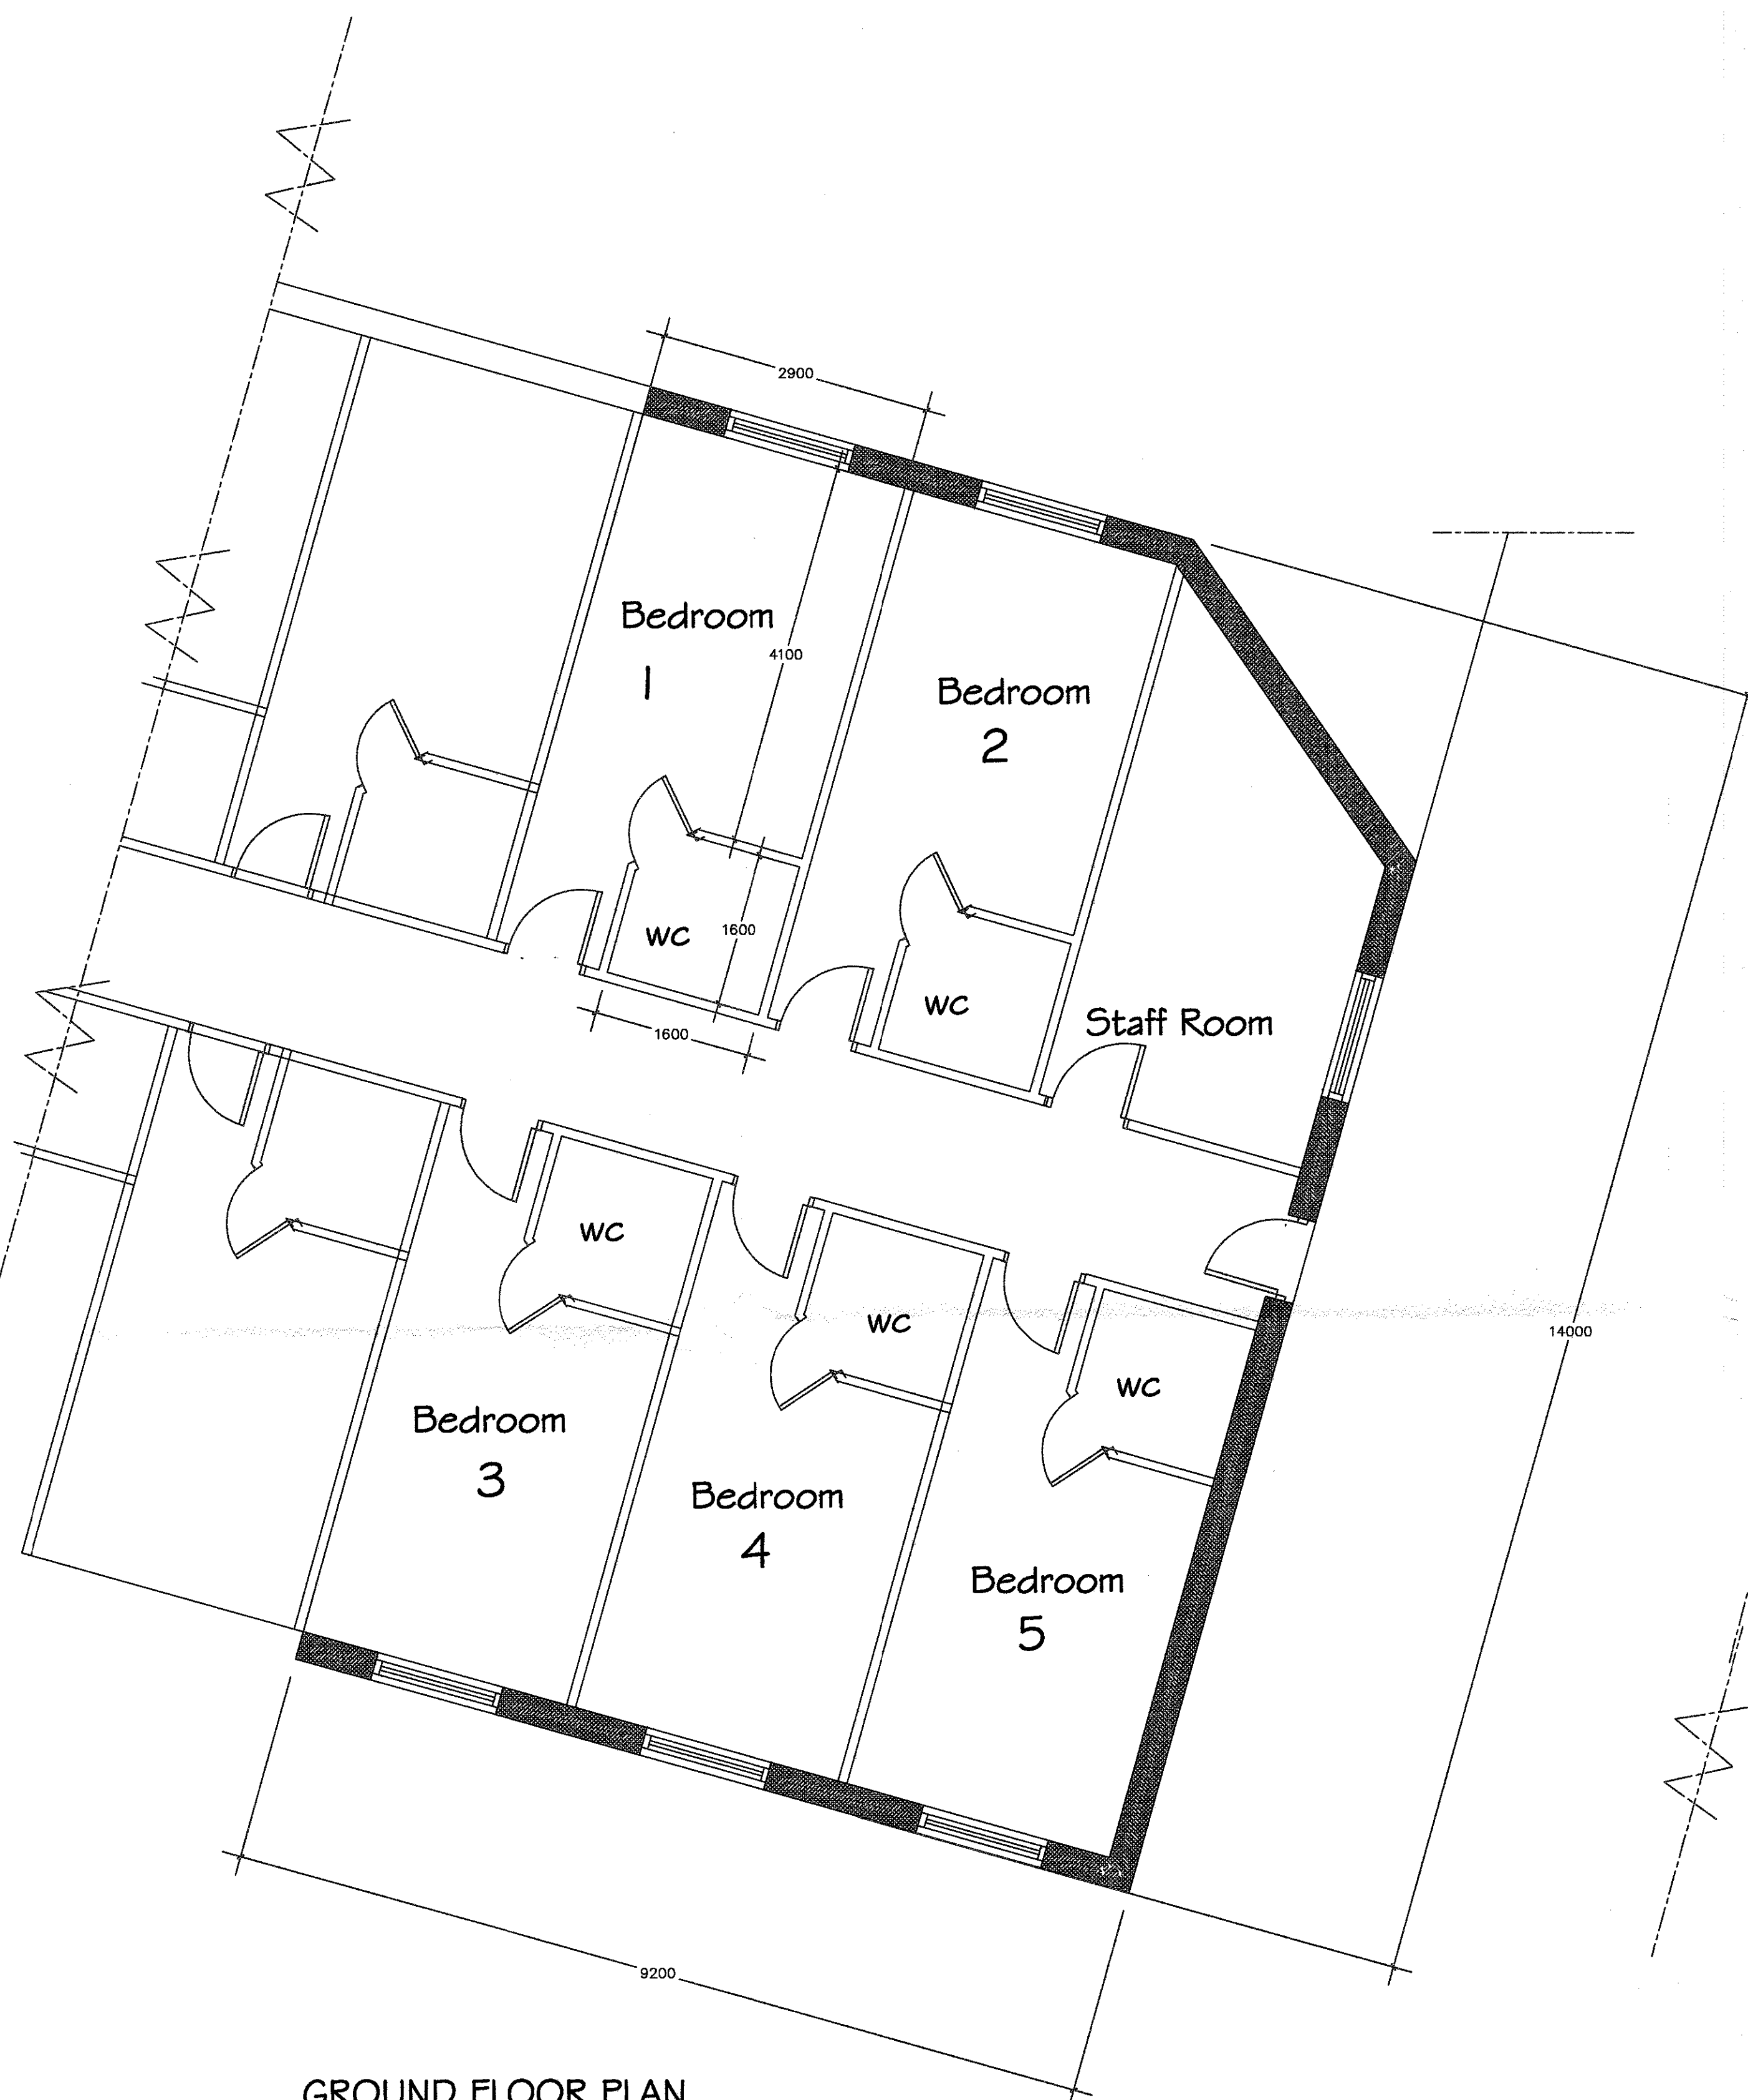 2900
Bedroom
1
4100
Bedroom
2
WC
1600
1600
WC
Staff Room
WC
WC
WC
14000
Bedroom
3
Bedroom
4
Bedroom
5
9200
GROUND FLOOR PLAN